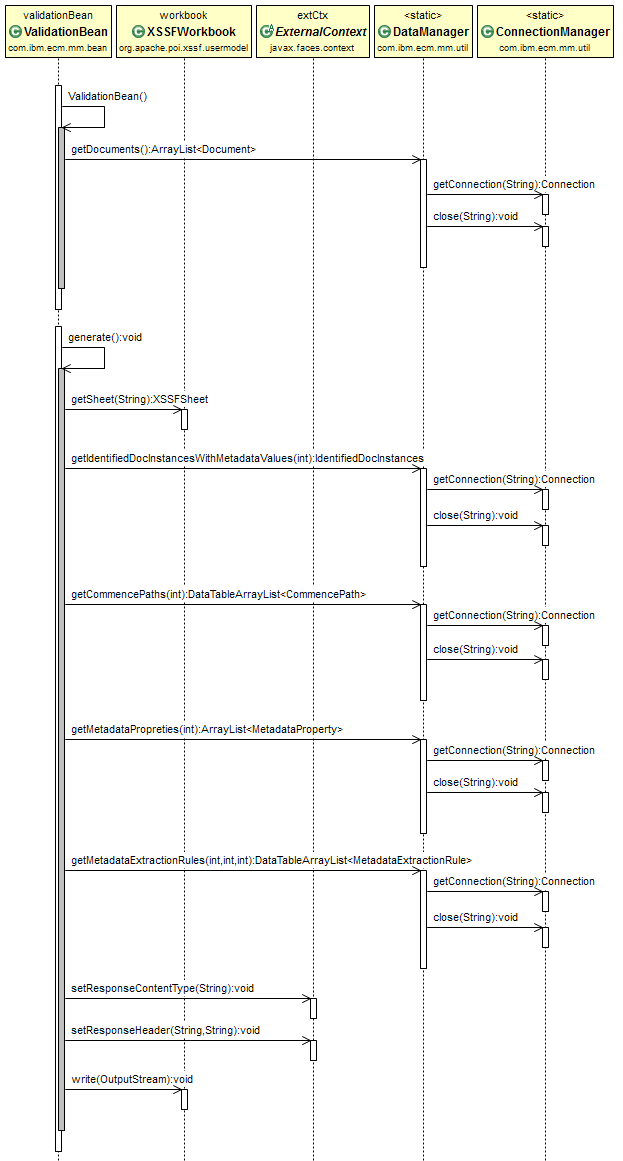 validationBean
ValidationBean
com.ibm.ecm.mm.bean
workbook
XSSFWorkbook
org.apache.poi.xssf.usermodel
extCtx
ExternalContext
javax.faces.context
<static>
DataManager
com.ibm.ecm.mm.util
<static>
ConnectionManager
com.ibm.ecm.mm.util
ValidationBean()
getDocuments():ArrayList<Document>
getConnection(String):Connection
close(String):void
generate():void
getSheet(String):XSSFSheet
getIdentifiedDocInstancesWithMetadataValues(int):IdentifiedDocInstances
getConnection(String):Connection
close(String):void
getCommencePaths(int):DataTableArrayList<CommencePath>
getConnection(String):Connection
close(String):void
getMetadataPropreties(int):ArrayList<MetadataProperty>
getConnection(String):Connection
close(String):void
getMetadataExtractionRules(int,int,int):DataTableArrayList<MetadataExtractionRule>
getConnection(String):Connection
close(String):void
setResponseContentType(String):void
setResponseHeader(String,String):void
write(OutputStream):void